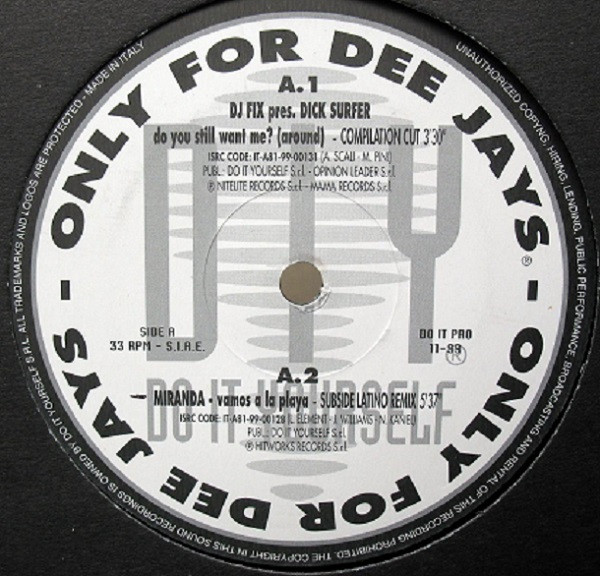 ONLY FOR DEE JAYS - ONLY FOR DEE JAYS -
A.1
DJ FIX pres. DICK SURFER
do you still want me? (around) - COMPILATION CUT 3'30"
ISRC CODE: IT-A81-99-00131 (A. SCALI - M. PINI)
PUBL.: DO IT YOURSELF S.r.l. - OPINION LEADER S.r.l.
℗ NITELITE RECORDS S.r.l. - MAMA RECORDS S.r.l.
DIY
®
SIDE A
33 RPM - S.I.A.E.
DO IT PRO
11-99
®
A.2
MIRANDA • vamos a la playa - SUBSIDE LATINO REMIX 5'37"
ISRC CODE: IT-A81-99-00128 (L. ELEMENT - J. WILLIAMS - N. KANIEL)
PUBL.: DO IT YOURSELF S.r.l.
℗ HITWORKS RECORDS S.r.l.
DO IT YOURSELF
UNAUTHORIZED COPYNG, HIRING, LENDING, PUBLIC PERFORMANCE, BROADCASTING AND RENTAL OF THIS RECORDING PROHIBITED. THE COPYRIGHT IN THIS SOUND RECORDINGS IS OWNED BY DO IT YOURSELF S.R.L. ALL TRADEMARKS AND LOGOS ARE PROTECTED - MADE IN ITALY